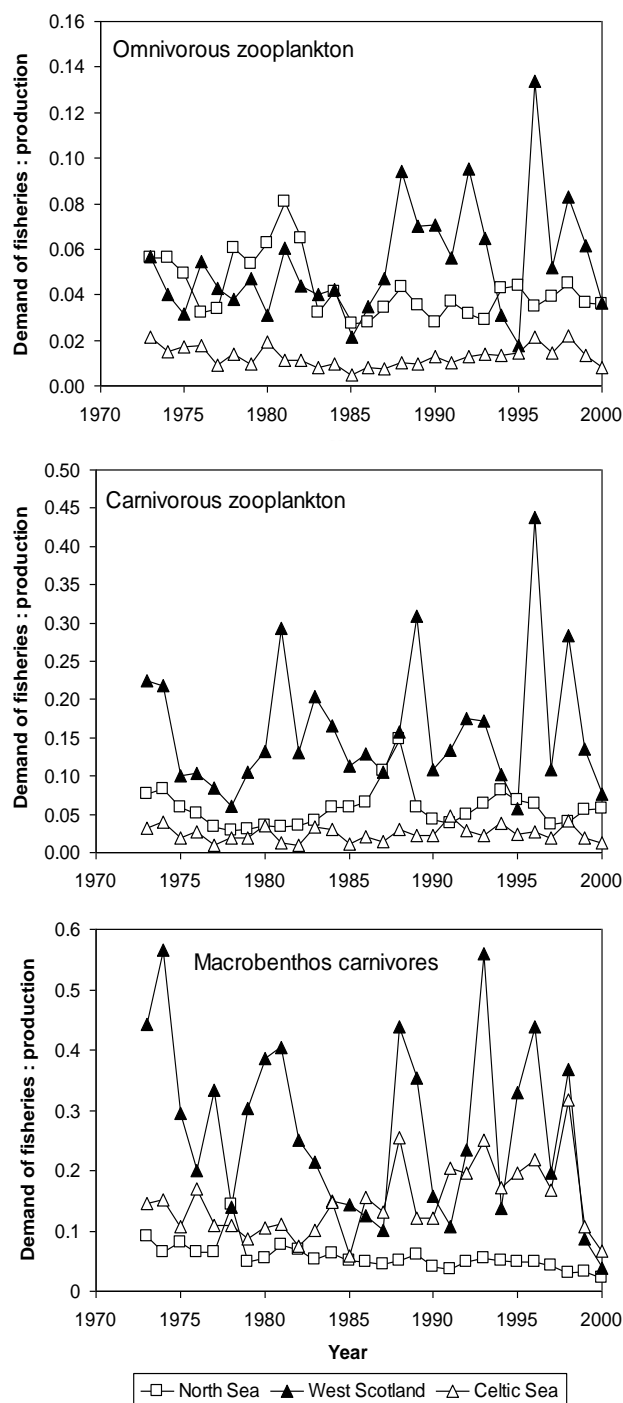 Omnivorous zooplankton
Demand of fisheries : production
0.16
0.14
0.12
0.10
0.08
0.06
0.04
0.02
0.00
1970 1975 1980 1985 1990 1995 2000
Carnivorous zooplankton
Demand of fisheries : production
0.50
0.45
0.40
0.35
0.30
0.25
0.20
0.15
0.10
0.05
0.00
1970 1975 1980 1985 1990 1995 2000
Macrobenthos carnivores
Demand of fisheries : production
0.6
0.5
0.4
0.3
0.2
0.1
0
1970 1975 1980 1985 1990 1995 2000
Year
North Sea West Scotland Celtic Sea